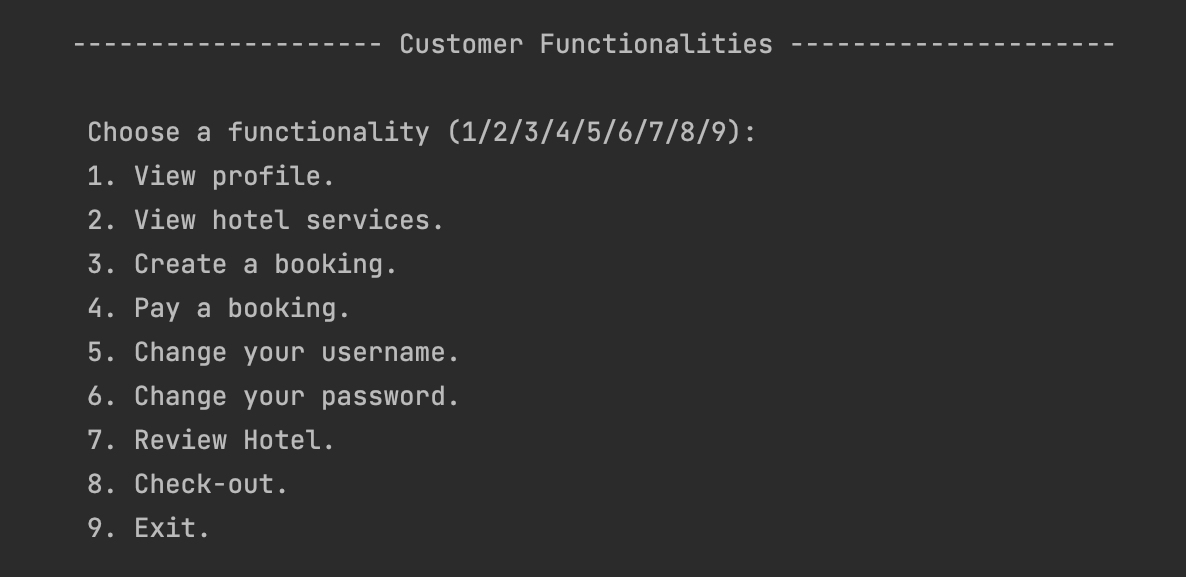 -------------------- Customer Functionalities ---------------------
Choose a functionality (1/2/3/4/5/6/7/8/9):
1. View profile.
2. View hotel services.
3. Create a booking.
4. Pay a booking.
5. Change your username.
6. Change your password.
7. Review Hotel.
8. Check-out.
9. Exit.